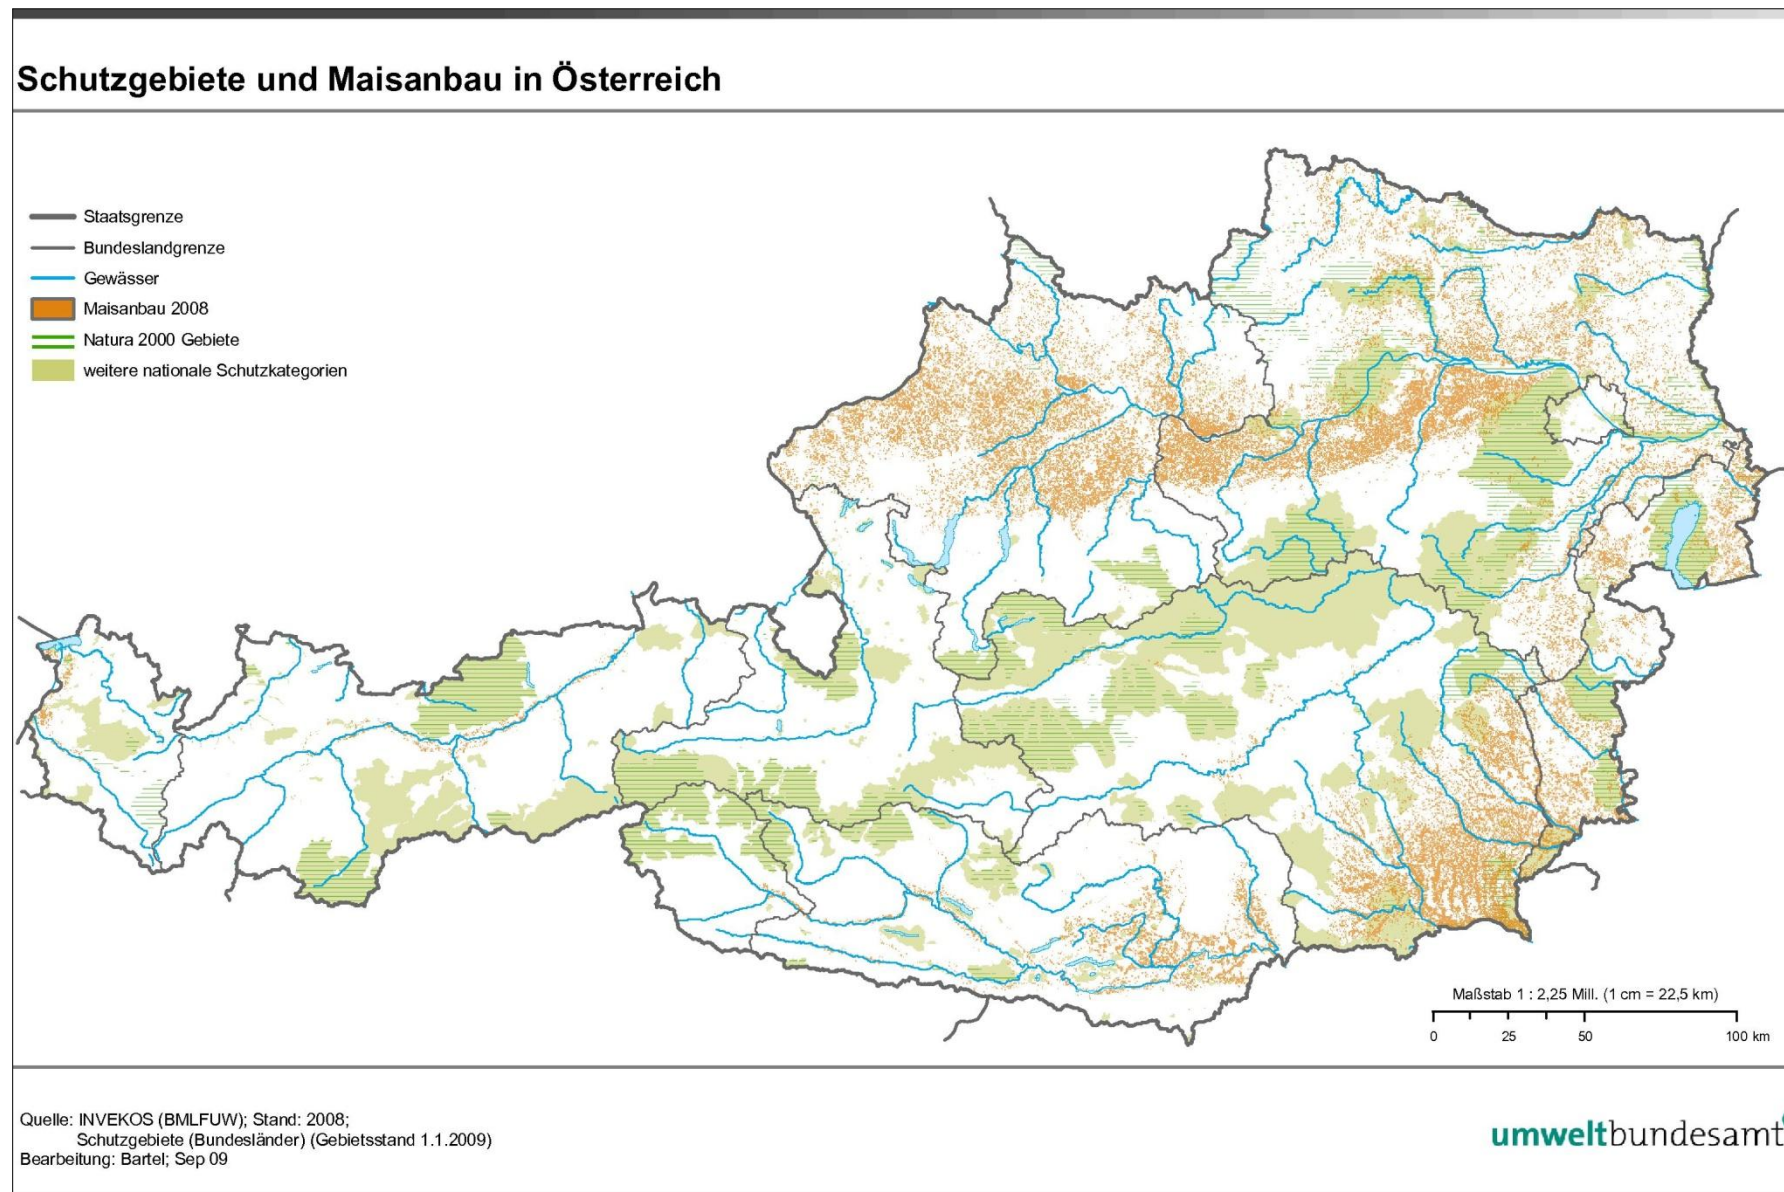 Schutzgebiete und Maisanbau in Österreich
Staatsgrenze
Bundeslandgrenze
Gewässer
Maisanbau 2008
Natura 2000 Gebiete
weitere nationale Schutzkategorien
Maßstab 1 : 2,25 Mill. (1 cm = 22,5 km)
0 25 50 100 km
Quelle: INVEKOS (BMLFUW); Stand: 2008;
Schutzgebiete (Bundesländer) (Gebietsstand 1.1.2009)
Bearbeitung: Bartel; Sep 09
umweltbundesamt